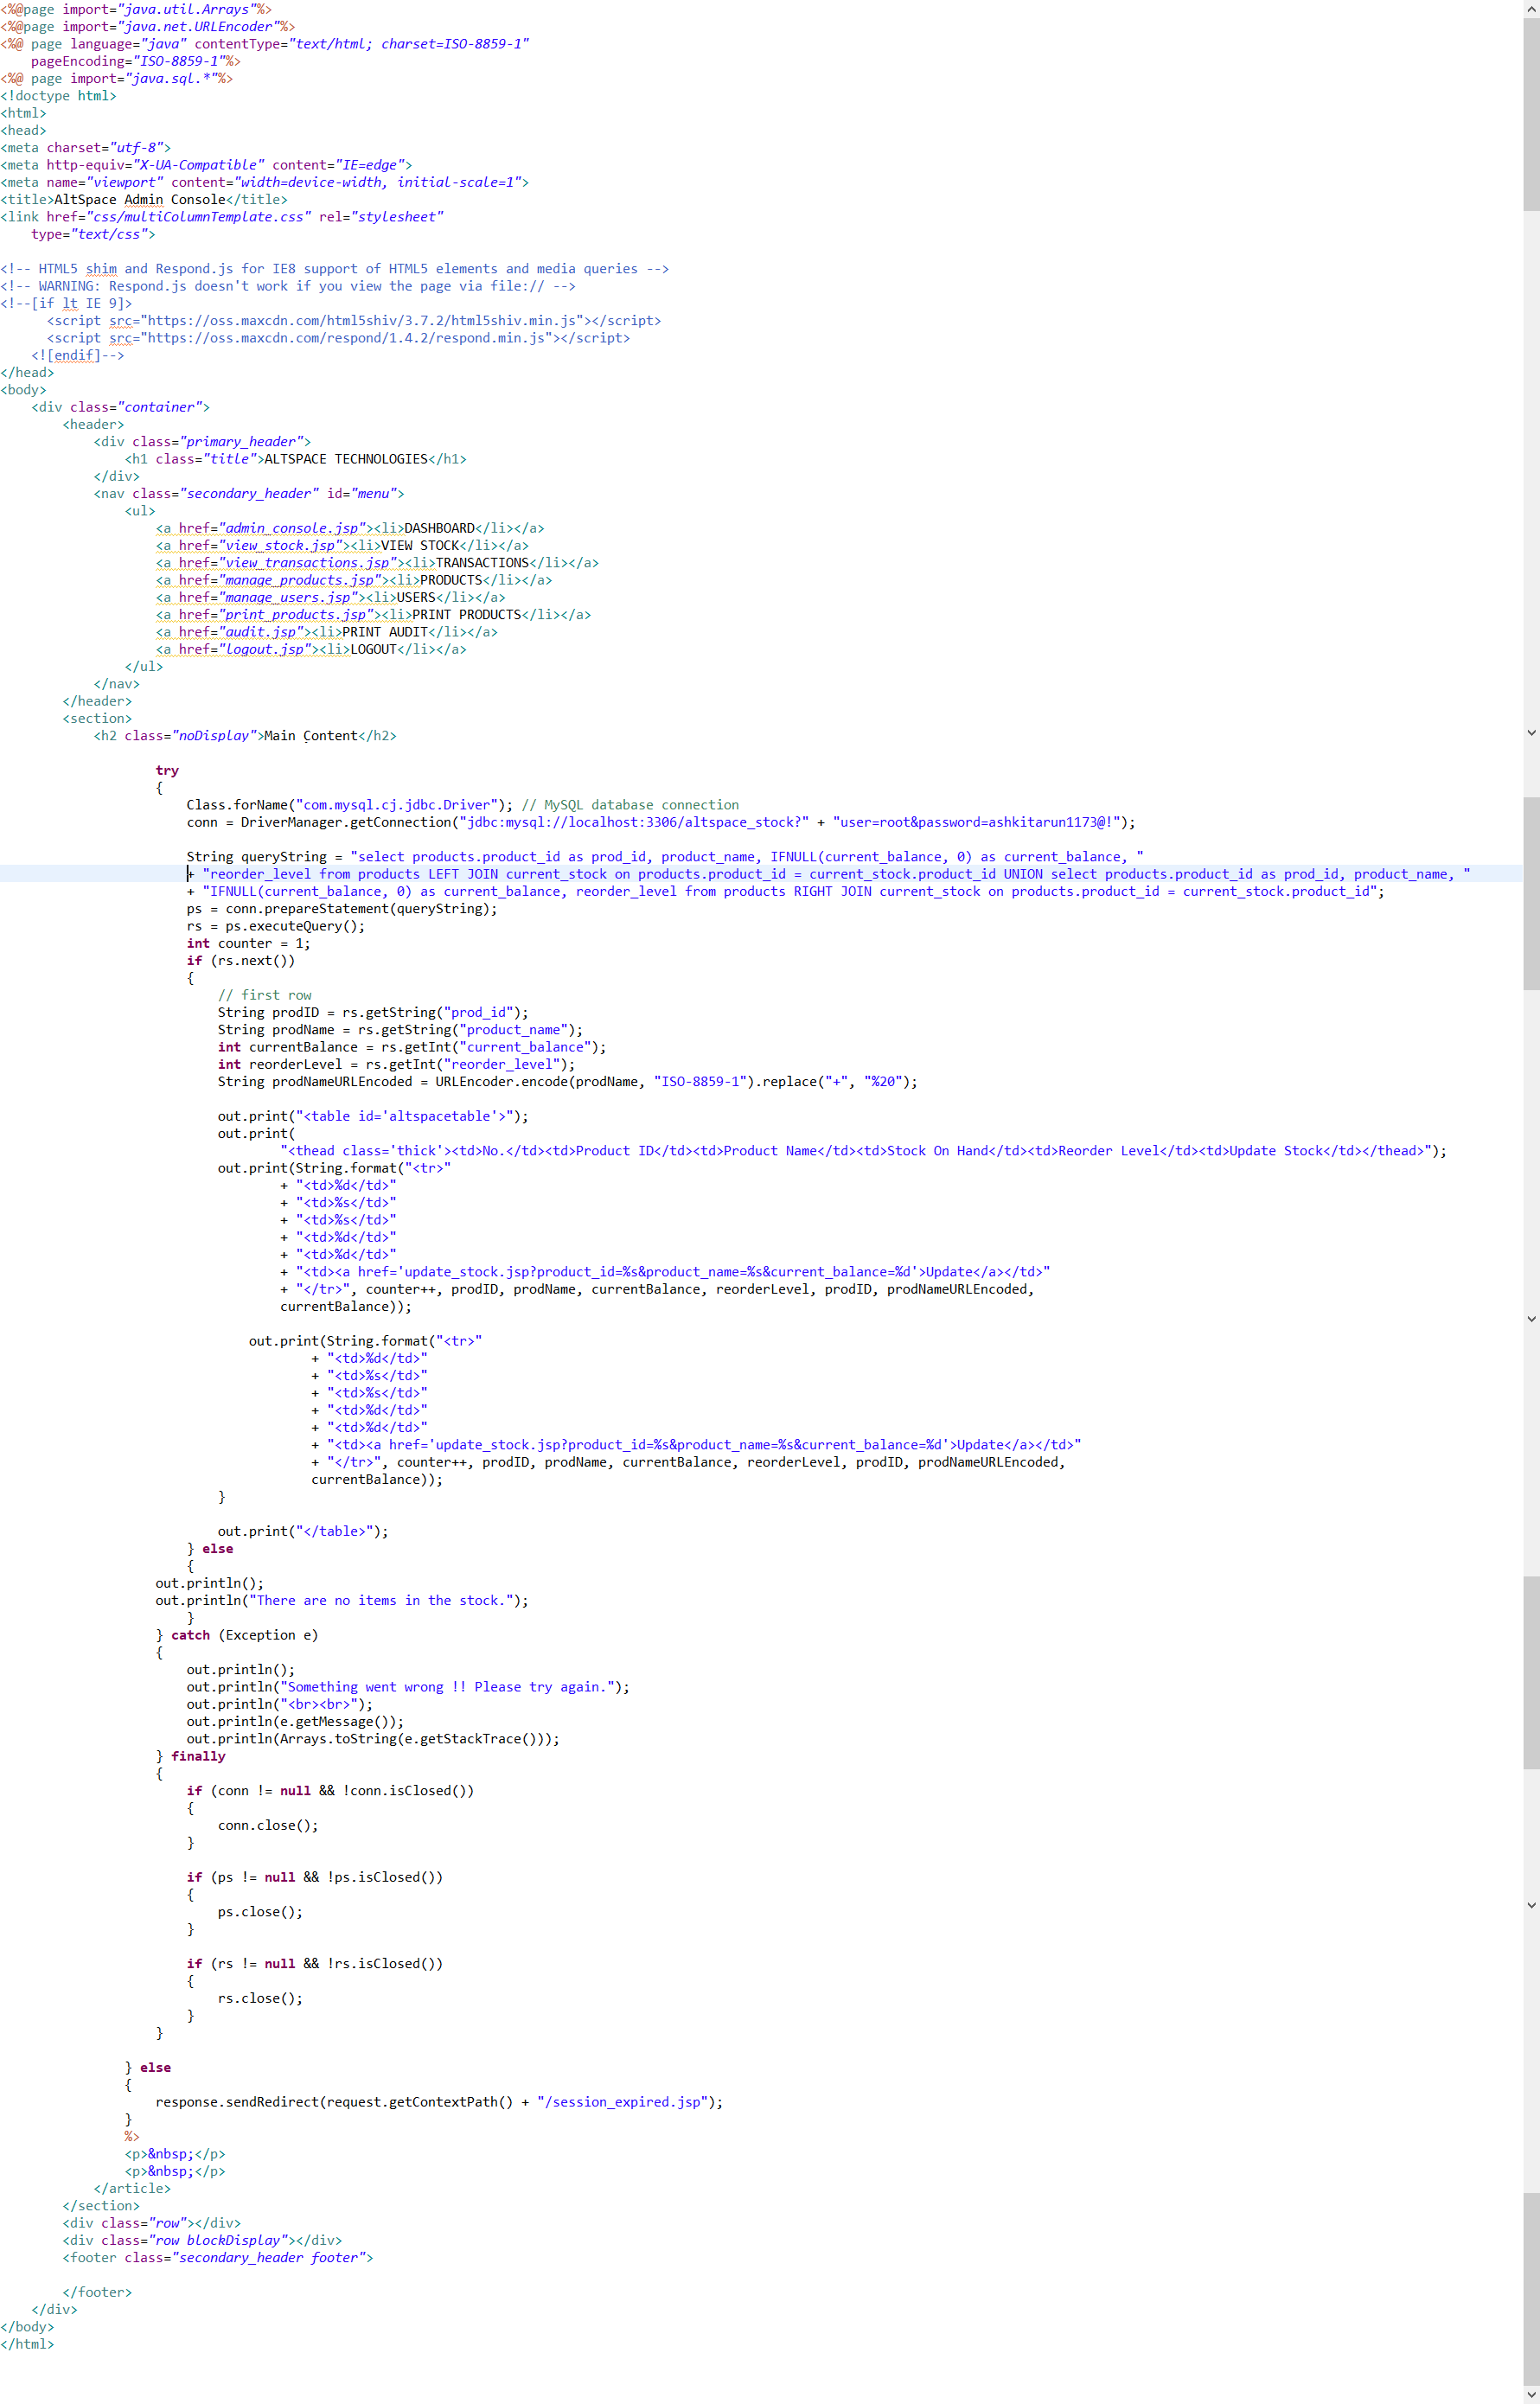 <%@page import="java.util.Arrays"%>
<%@page import="java.net.URLEncoder"%>
<%@ page language="java" contentType="text/html; charset=ISO-8859-1"
    pageEncoding="ISO-8859-1"%>
<%@ page import="java.sql.*"%>
<!doctype html>
<html>
<head>
<meta charset="utf-8">
<meta http-equiv="X-UA-Compatible" content="IE=edge">
<meta name="viewport" content="width=device-width, initial-scale=1">
<title>AltSpace Admin Console</title>
<link href="css/multiColumnTemplate.css" rel="stylesheet"
    type="text/css">

<!-- HTML5 shim and Respond.js for IE8 support of HTML5 elements and media queries -->
<!-- WARNING: Respond.js doesn't work if you view the page via file:// -->
<!--[if lt IE 9]>
      <script src="https://oss.maxcdn.com/html5shiv/3.7.2/html5shiv.min.js"></script>
      <script src="https://oss.maxcdn.com/respond/1.4.2/respond.min.js"></script>
    <![endif]-->
</head>
<body>
    <div class="container">
        <header>
            <div class="primary_header">
                <h1 class="title">ALTSPACE TECHNOLOGIES</h1>
            </div>
            <nav class="secondary_header" id="menu">
                <ul>
                    <a href="admin_console.jsp"><li>DASHBOARD</li></a>
                    <a href="view_stock.jsp"><li>VIEW STOCK</li></a>
                    <a href="view_transactions.jsp"><li>TRANSACTIONS</li></a>
                    <a href="manage_products.jsp"><li>PRODUCTS</li></a>
                    <a href="manage_users.jsp"><li>USERS</li></a>
                    <a href="print_products.jsp"><li>PRINT PRODUCTS</li></a>
                    <a href="audit.jsp"><li>PRINT AUDIT</li></a>
                    <a href="logout.jsp"><li>LOGOUT</li></a>
                </ul>
            </nav>
        </header>
        <section>
            <h2 class="noDisplay">Main Content</h2>

                    try
                    {
                        Class.forName("com.mysql.cj.jdbc.Driver"); // MySQL database connection
                        conn = DriverManager.getConnection("jdbc:mysql://localhost:3306/altspace_stock?" + "user=root&password=ashkitarun1173@!");

                        String queryString = "select products.product_id as prod_id, product_name, IFNULL(current_balance, 0) as current_balance, "
                        + "reorder_level from products LEFT JOIN current_stock on products.product_id = current_stock.product_id UNION select products.product_id as prod_id, product_name, "
                        + "IFNULL(current_balance, 0) as current_balance, reorder_level from products RIGHT JOIN current_stock on products.product_id = current_stock.product_id";
                        ps = conn.prepareStatement(queryString);
                        rs = ps.executeQuery();
                        int counter = 1;
                        if (rs.next())
                        {
                            // first row
                            String prodID = rs.getString("prod_id");
                            String prodName = rs.getString("product_name");
                            int currentBalance = rs.getInt("current_balance");
                            int reorderLevel = rs.getInt("reorder_level");
                            String prodNameURLEncoded = URLEncoder.encode(prodName, "ISO-8859-1").replace("+", "%20");

                            out.print("<table id='altspacetable'>");
                            out.print(
                                    "<thead class='thick'><td>No.</td><td>Product ID</td><td>Product Name</td><td>Stock On Hand</td><td>Reorder Level</td><td>Update Stock</td></thead>");
                            out.print(String.format("<tr>"
                                    + "<td>%d</td>"
                                    + "<td>%s</td>"
                                    + "<td>%s</td>"
                                    + "<td>%d</td>"
                                    + "<td>%d</td>"
                                    + "<td><a href='update_stock.jsp?product_id=%s&product_name=%s&current_balance=%d'>Update</a></td>"
                                    + "</tr>", counter++, prodID, prodName, currentBalance, reorderLevel, prodID, prodNameURLEncoded,
                                    currentBalance));

                                out.print(String.format("<tr>"
                                        + "<td>%d</td>"
                                        + "<td>%s</td>"
                                        + "<td>%s</td>"
                                        + "<td>%d</td>"
                                        + "<td>%d</td>"
                                        + "<td><a href='update_stock.jsp?product_id=%s&product_name=%s&current_balance=%d'>Update</a></td>"
                                        + "</tr>", counter++, prodID, prodName, currentBalance, reorderLevel, prodID, prodNameURLEncoded,
                                        currentBalance));
                            }

                            out.print("</table>");
                        } else
                        {
                    out.println();
                    out.println("There are no items in the stock.");
                        }
                    } catch (Exception e)
                    {
                        out.println();
                        out.println("Something went wrong !! Please try again.");
                        out.println("<br><br>");
                        out.println(e.getMessage());
                        out.println(Arrays.toString(e.getStackTrace()));
                    } finally
                    {
                        if (conn != null && !conn.isClosed())
                        {
                            conn.close();
                        }

                        if (ps != null && !ps.isClosed())
                        {
                            ps.close();
                        }

                        if (rs != null && !rs.isClosed())
                        {
                            rs.close();
                        }
                    }

                } else
                {
                    response.sendRedirect(request.getContextPath() + "/session_expired.jsp");
                }
                %>
                <p>&nbsp;</p>
                <p>&nbsp;</p>
            </article>
        </section>
        <div class="row"></div>
        <div class="row blockDisplay"></div>
        <footer class="secondary_header footer">

        </footer>
    </div>
</body>
</html>